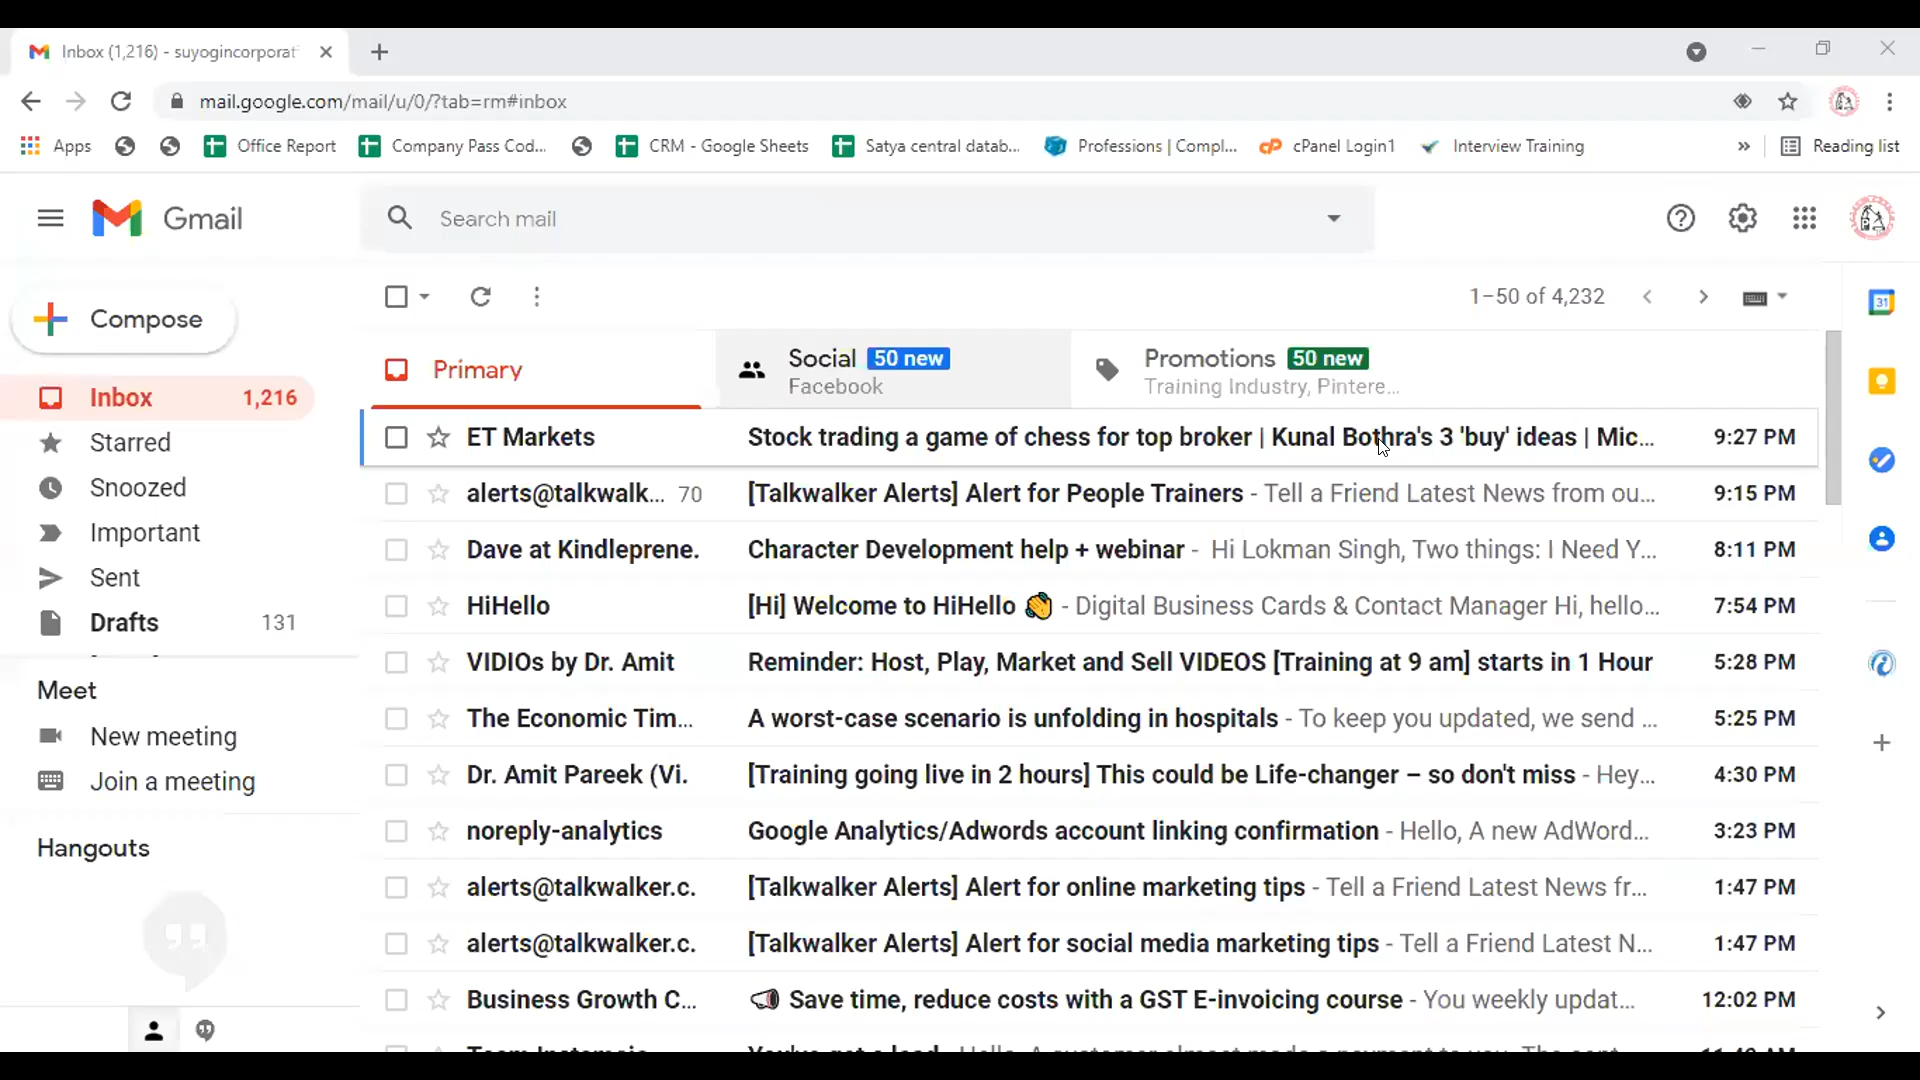 Inbox (1,216) - suyogincorporat
mail.google.com/mail/u/0/?tab=rm#inbox
Apps Office Report Company Pass Cod... CRM - Google Sheets Satya central datab... Professions | Compl... cPanel Login1 Interview Training » Reading list
Gmail
Search mail
Compose
1–50 of 4,232
Primary
Social 50 new
Facebook
Promotions 50 new
Training Industry, Pintere...
Inbox 1,216
Starred
Snoozed
Important
Sent
Drafts 131
Meet
New meeting
Join a meeting
Hangouts
ET Markets Stock trading a game of chess for top broker | Kunal Bothra's 3 'buy' ideas | Mic... 9:27 PM
alerts@talkwalk... 70 [Talkwalker Alerts] Alert for People Trainers - Tell a Friend Latest News from ou... 9:15 PM
Dave at Kindleprene. Character Development help + webinar - Hi Lokman Singh, Two things: I Need Y... 8:11 PM
HiHello [Hi] Welcome to HiHello 👏 - Digital Business Cards & Contact Manager Hi, hello... 7:54 PM
VIDIOs by Dr. Amit Reminder: Host, Play, Market and Sell VIDEOS [Training at 9 am] starts in 1 Hour 5:28 PM
The Economic Tim... A worst-case scenario is unfolding in hospitals - To keep you updated, we send ... 5:25 PM
Dr. Amit Pareek (Vi. [Training going live in 2 hours] This could be Life-changer – so don't miss - Hey... 4:30 PM
noreply-analytics Google Analytics/Adwords account linking confirmation - Hello, A new AdWord... 3:23 PM
alerts@talkwalker.c. [Talkwalker Alerts] Alert for online marketing tips - Tell a Friend Latest News fr... 1:47 PM
alerts@talkwalker.c. [Talkwalker Alerts] Alert for social media marketing tips - Tell a Friend Latest N... 1:47 PM
Business Growth C... 📣 Save time, reduce costs with a GST E-invoicing course - You weekly updat... 12:02 PM
31